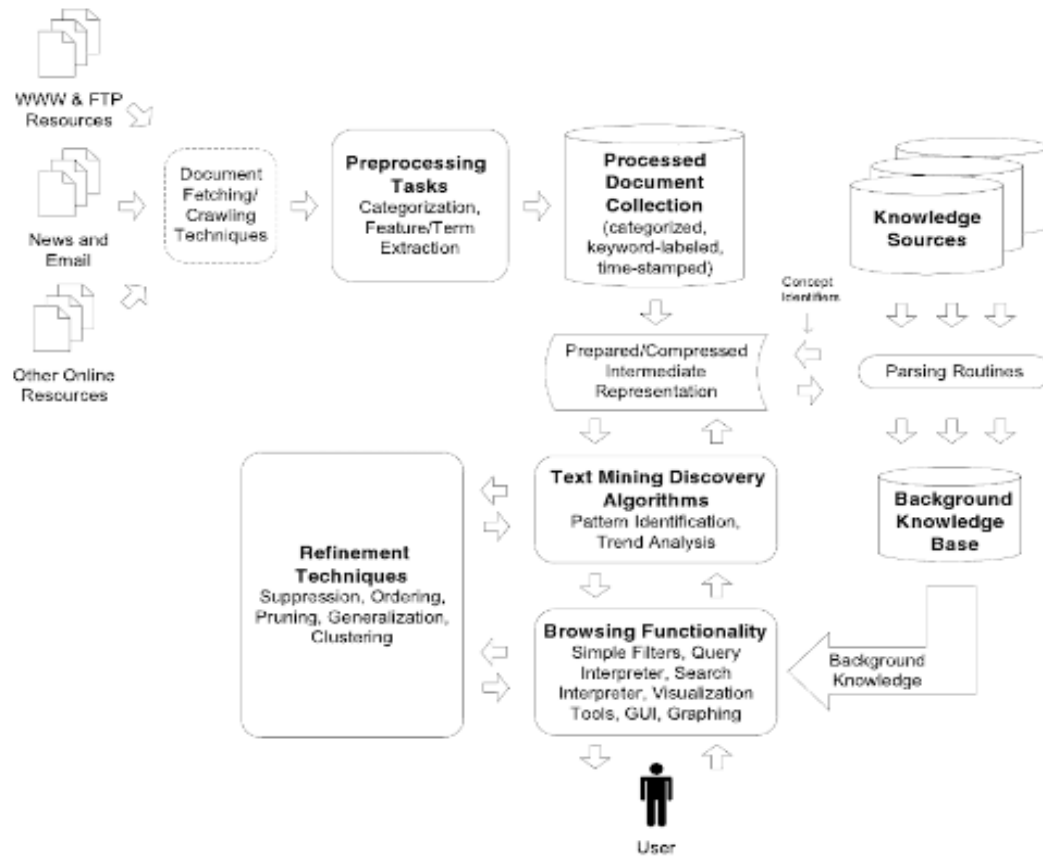 WWW & FTP
Resources
News and
Email
Other Online
Resources
Document
Fetching/
Crawling
Techniques
Preprocessing
Tasks
Categorization,
Feature/Term
Extraction
Processed
Document
Collection
(categorized,
keyword-labeled,
time-stamped)
Knowledge
Sources
Concept
Identifiers
Prepared/Compressed
Intermediate
Representation
Parsing Routines
Text Mining Discovery
Algorithms
Pattern Identification,
Trend Analysis
Background
Knowledge
Base
Refinement
Techniques
Suppression, Ordering,
Pruning, Generalization,
Clustering
Browsing Functionality
Simple Filters, Query
Interpreter, Search
Interpreter, Visualization
Tools, GUI, Graphing
Background
Knowledge
User